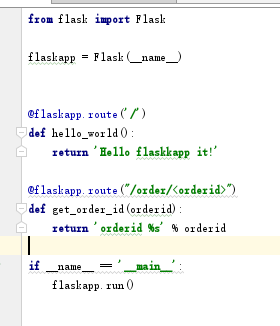 from flask import Flask
flaskapp = Flask(__name__)
@flaskapp.route('/')
def hello_world():
return 'Hello flaskkapp it!'
@flaskapp.route("/order/<orderid>")
def get_order_id(orderid):
return 'orderid %s' % orderid
if __name__ == '__main__':
flaskapp.run()